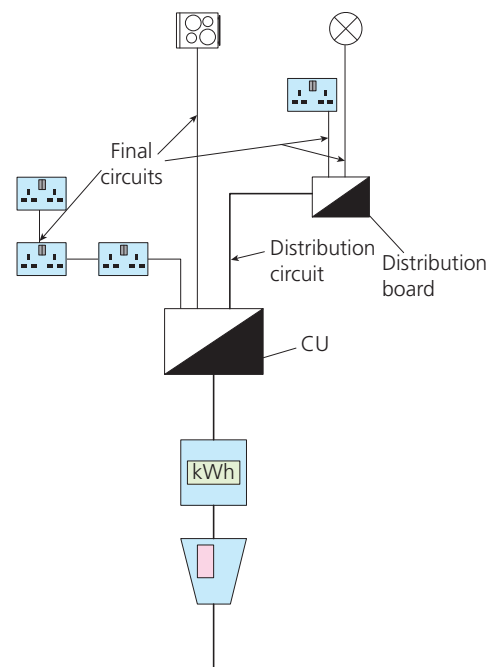 Final
circuits
Distribution
circuit
Distribution
board
CU
kWh